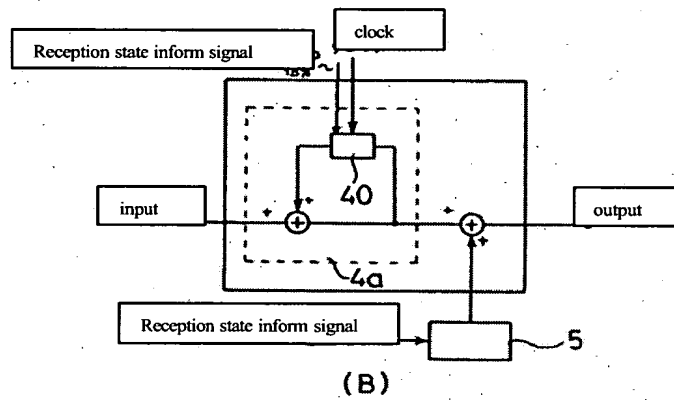 clock
Reception state inform signal
40
+
+
input
+
+
output
+
+
+
4a
Reception state inform signal
5
(B)